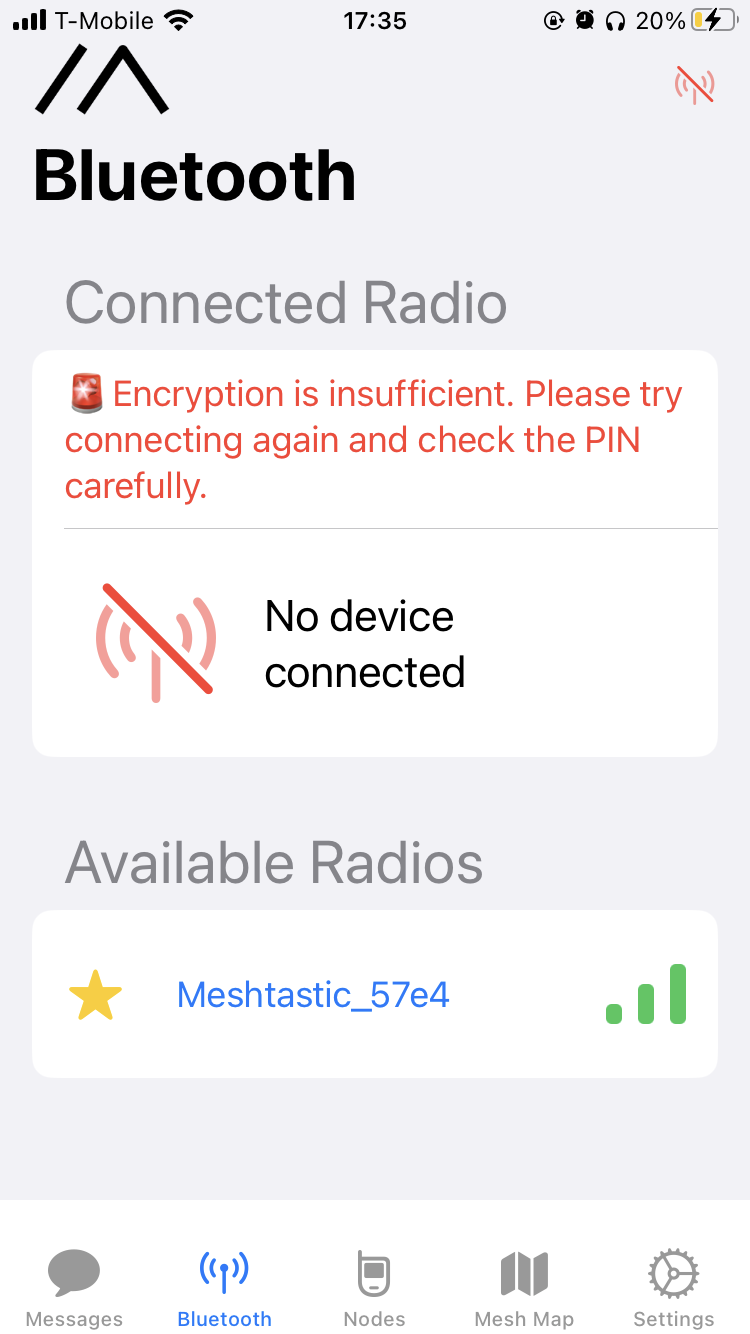 T-Mobile 17:35 20%
Bluetooth
Connected Radio
🚨 Encryption is insufficient. Please try
connecting again and check the PIN
carefully.
No device
connected
Available Radios
Meshtastic_57e4
Messages Bluetooth Nodes Mesh Map Settings